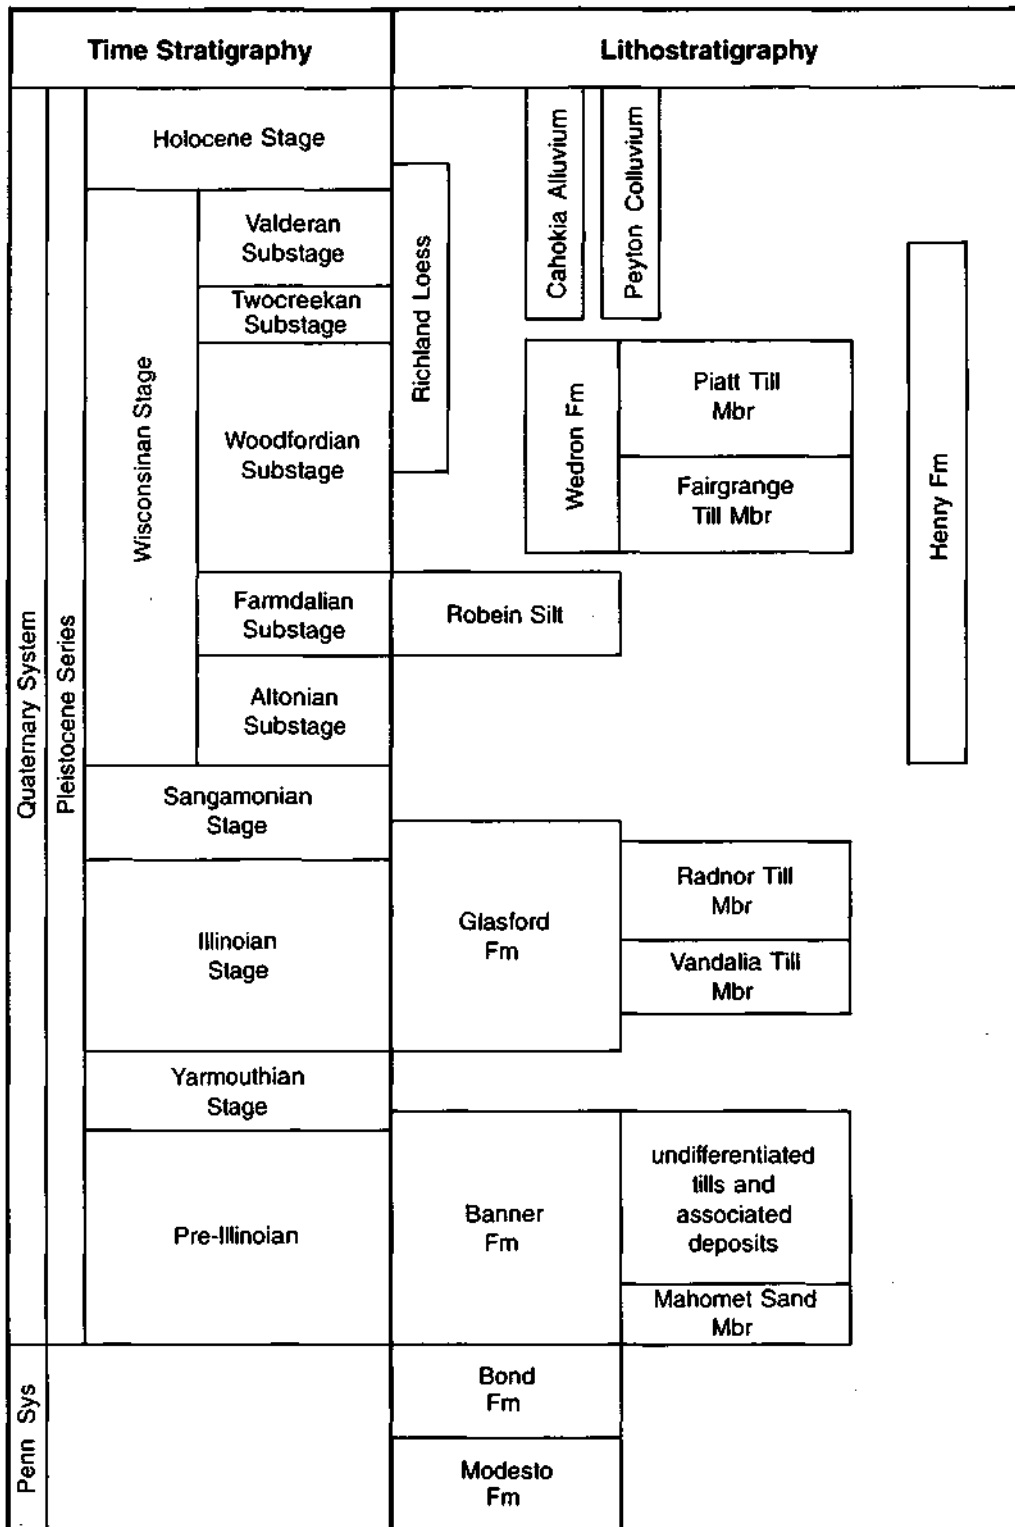 Time Stratigraphy
Lithostratigraphy
Quaternary System
Pleistocene Series
Holocene Stage
Wisconsinan Stage
Valderan
Substage
Twocreekan
Substage
Woodfordian
Substage
Farmdalian
Substage
Altonian
Substage
Sangamonian
Stage
Illinoian
Stage
Yarmouthian
Stage
Pre-Illinoian
Penn Sys
Richland Loess
Cahokia Alluvium
Peyton Colluvium
Wedron Fm
Piatt Till
Mbr
Fairgrange
Till Mbr
Henry Fm
Robein Silt
Glasford
Fm
Radnor Till
Mbr
Vandalia Till
Mbr
Banner
Fm
undifferentiated
tills and
associated
deposits
Mahomet Sand
Mbr
Bond
Fm
Modesto
Fm